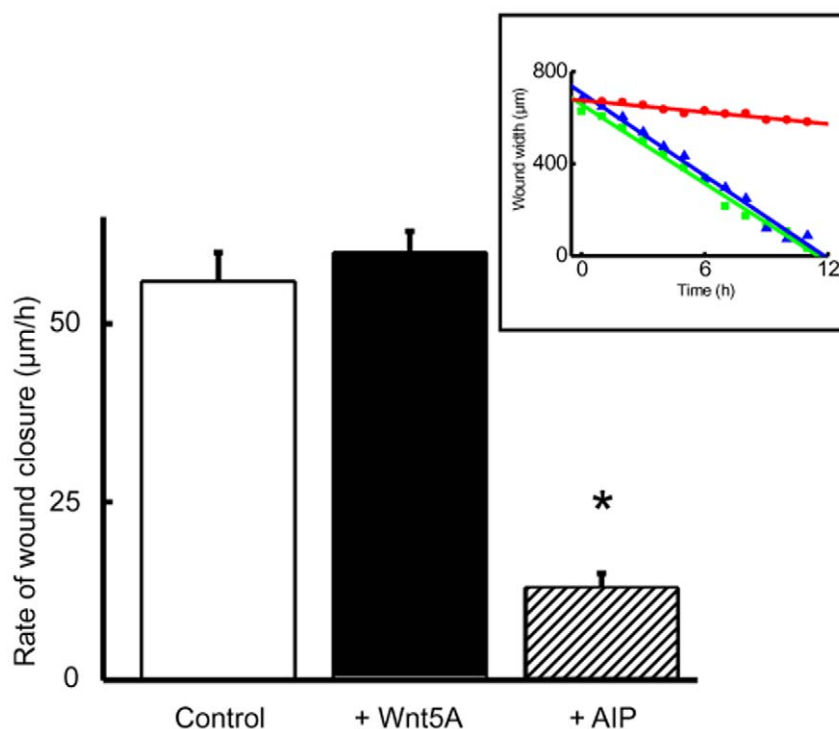 800
400
0
Wound width (µm)
0 6 12
Time (h)
50
25
0
Rate of wound closure (µm/h)
*
Control + Wnt5A + AIP